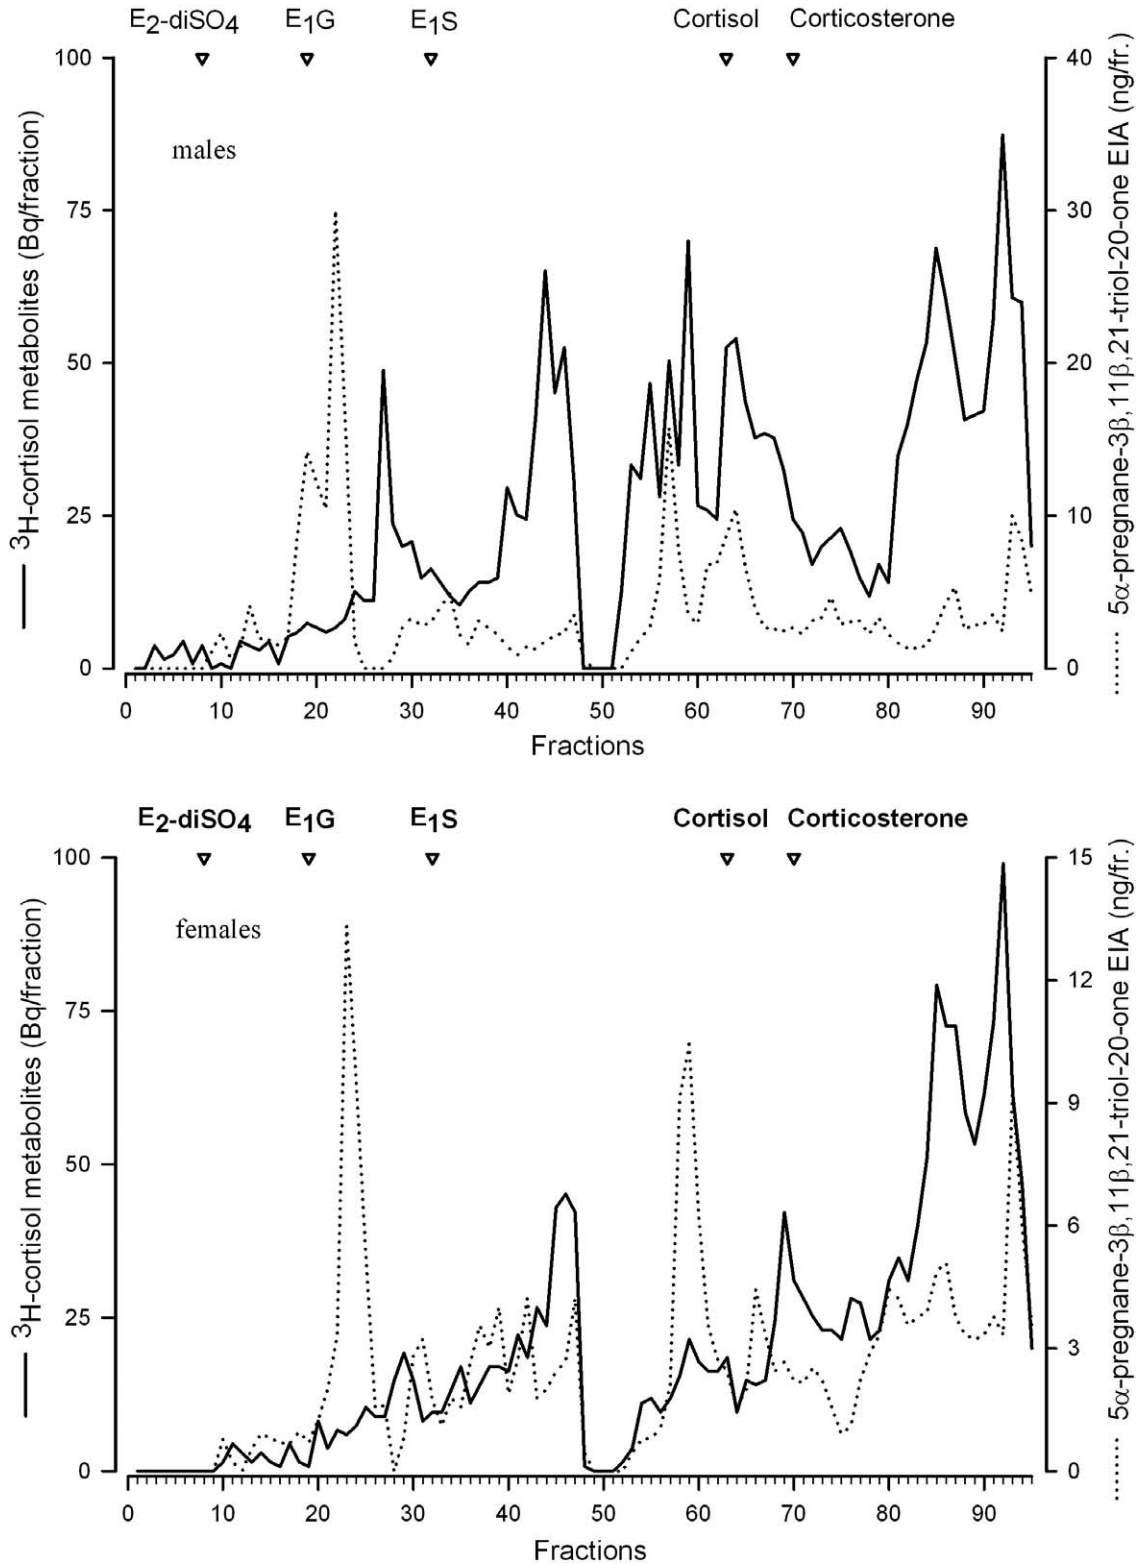 E2-diSO4 E1G E1S Cortisol Corticosterone
100 40
males
75 30
50 20
25 10
0 0
3H-cortisol metabolites (Bq/fraction)
5α-pregnane-3β,11β,21-triol-20-one EIA (ng/fr.)
0 10 20 30 40 50 60 70 80 90
Fractions
E2-diSO4 E1G E1S Cortisol Corticosterone
100 15
females
12
75
9
50
6
25
3
0 0
3H-cortisol metabolites (Bq/fraction)
5α-pregnane-3β,11β,21-triol-20-one EIA (ng/fr.)
0 10 20 30 40 50 60 70 80 90
Fractions